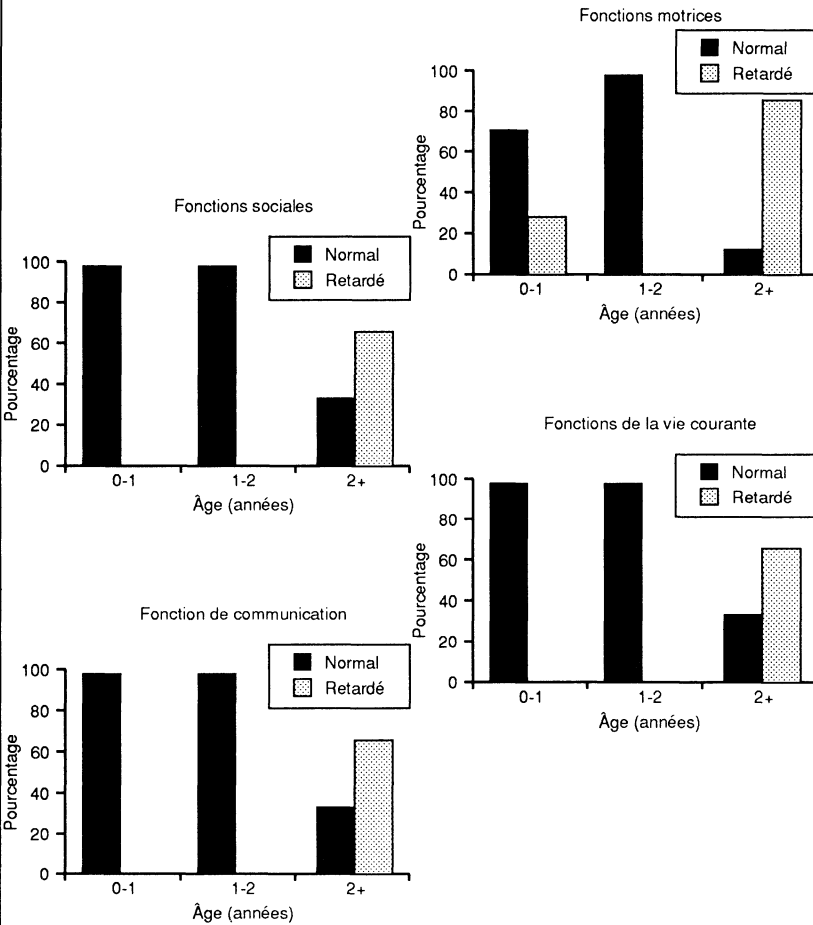 Fonctions motrices
Normal
Retardé
Pourcentage
100
80
60
40
20
0
0-1
1-2
2+
Âge (années)
Fonctions sociales
Normal
Retardé
Pourcentage
100
80
60
40
20
0
0-1
1-2
2+
Âge (années)
Fonctions de la vie courante
Normal
Retardé
Pourcentage
100
80
60
40
20
0
0-1
1-2
2+
Âge (années)
Fonction de communication
Normal
Retardé
Pourcentage
100
80
60
40
20
0
0-1
1-2
2+
Âge (années)